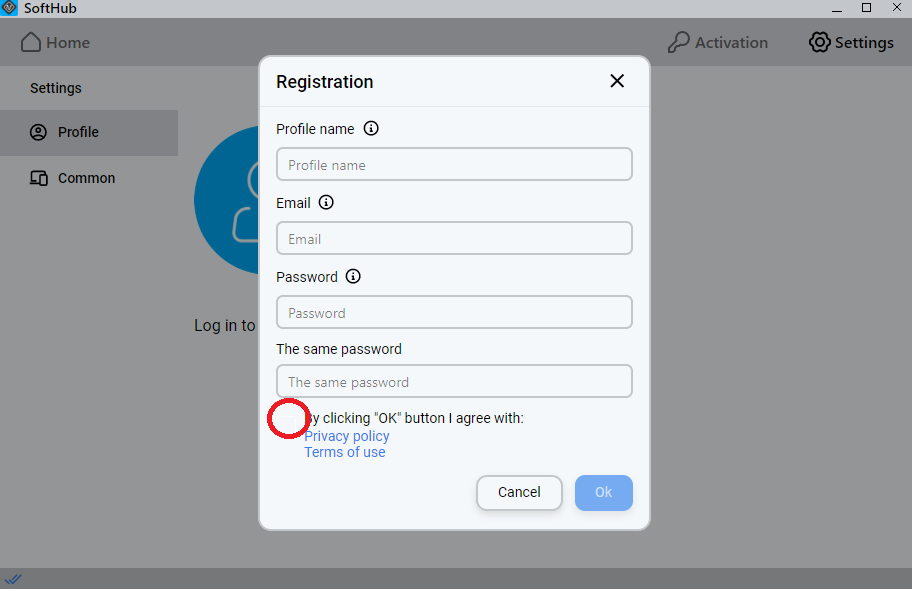 SoftHub
Home
Activation
Settings
Settings
Profile
Common
Log in to
Registration
Profile name
Profile name
Email
Email
Password
Password
The same password
The same password
By clicking "OK" button I agree with:
Privacy policy
Terms of use
Cancel
Ok